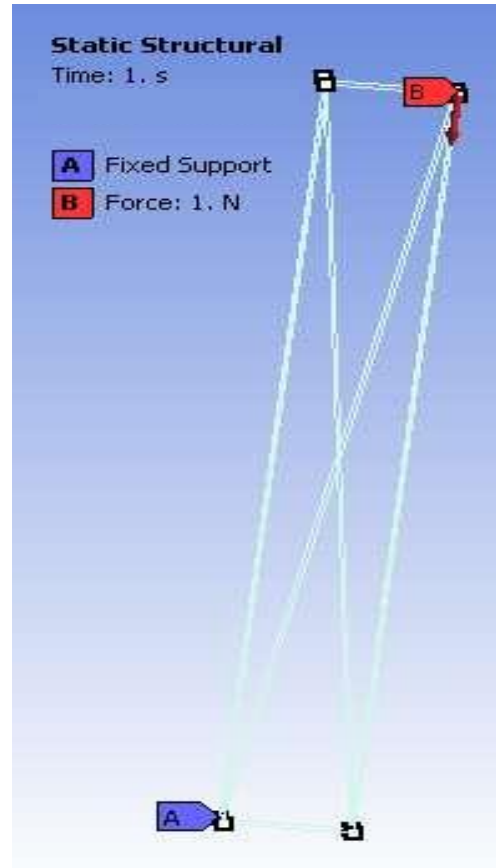 Static Structural
Time: 1. s
A Fixed Support
B Force: 1. N
B
A